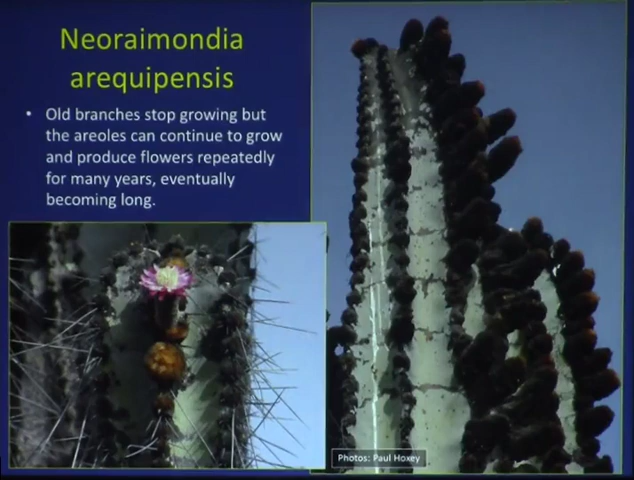 Neoraimondia
arequipensis
• Old branches stop growing but
the areoles can continue to grow
and produce flowers repeatedly
for many years, eventually
becoming long.
Photos: Paul Hoxey